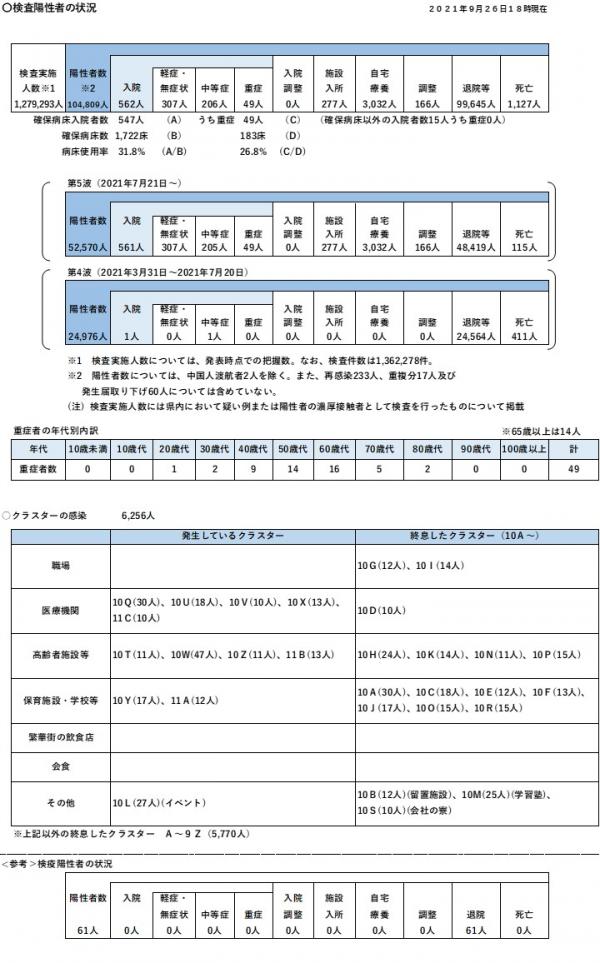 〇検査陽性者の状況
２０２１年９月２６日１８時現在
検査実施 陽性者数
人数※1 ※2 入院 軽症・ 無症状 中等症 重症 入院 調整 施設 入所 自宅 療養 調整 退院等 死亡
1,279,293人 104,809人 562人 307人 206人 49人 0人 277人 3,032人 166人 99,645人 1,127人
確保病床入院者数 547人 (A) うち重症 49人 (C) (確保病床以外の入院者数15人うち重症0人)
確保病床数 1,722床 (B) 183床 (D)
病床使用率 31.8% (A/B) 26.8% (C/D)
第5波（2021年7月21日～）
陽性者数 入院 軽症・ 無症状 中等症 重症 入院 調整 施設 入所 自宅 療養 調整 退院等 死亡
52,570人 561人 307人 205人 49人 0人 277人 3,032人 166人 48,419人 115人
第4波（2021年3月31日～2021年7月20日）
陽性者数 入院 軽症・ 無症状 中等症 重症 入院 調整 施設 入所 自宅 療養 調整 退院等 死亡
24,976人 1人 0人 1人 0人 0人 0人 0人 0人 24,564人 411人
※1 検査実施人数については、発表時点での把握数。なお、検査件数は1,362,278件。
※2 陽性者数については、中国人渡航者2人を除く。また、再感染233人、重複分17人及び
発生届取り下げ60人については含めていない。
(注) 検査実施人数には県内において疑い例または陽性者の濃厚接触者として検査を行ったものについて掲載
重症者の年代別内訳
※65歳以上は14人
年代 10歳未満 10歳代 20歳代 30歳代 40歳代 50歳代 60歳代 70歳代 80歳代 90歳代 100歳以上 計
重症者数 0 0 1 2 9 14 16 5 2 0 0 49
○クラスターの感染 6,256人
発生しているクラスター 終息したクラスター（10A～）
職場 10G(12人)、10I(14人)
医療機関 10Q(30人)、10U(18人)、10V(10人)、10X(13人)、
11C(10人) 10D(10人)
高齢者施設等 10T(11人)、10W(47人)、10Z(11人)、11B(13人) 10H(24人)、10K(14人)、10N(11人)、10P(15人)
保育施設・学校等 10Y(17人)、11A(12人) 10A(30人)、10C(18人)、10E(12人)、10F(13人)、
10J(17人)、10O(15人)、10R(15人)
繁華街の飲食店
会食
その他 10L(27人)(イベント) 10B(12人)(留置施設)、10M(25人)(学習塾)、
10S(10人)(会社の寮)
※上記以外の終息したクラスター A～9Z（5,770人）
<参考>検疫陽性者の状況
陽性者数 入院 軽症・ 無症状 中等症 重症 入院 調整 施設 入所 自宅 療養 調整 退院 死亡
61人 0人 0人 0人 0人 0人 0人 0人 0人 61人 0人